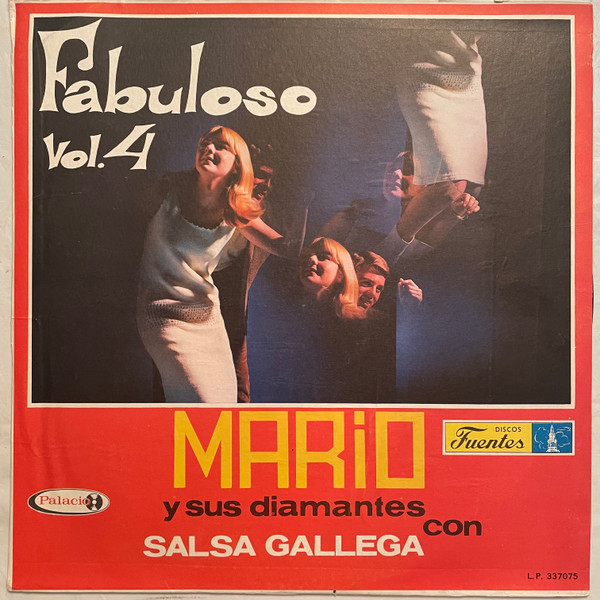 Fabuloso
Vol. 4
MARiO
DISCOS
Fuentes
Palacio
y sus diamantes
con
SALSA GALLEGA
L.P. 337075